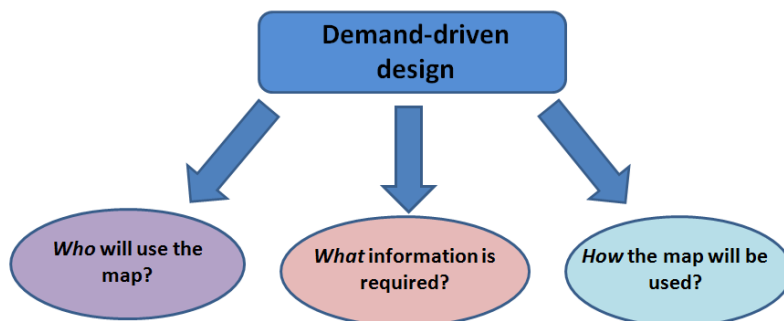 Demand-driven
design
Who will use the
map?
What information is
required?
How the map will be
used?